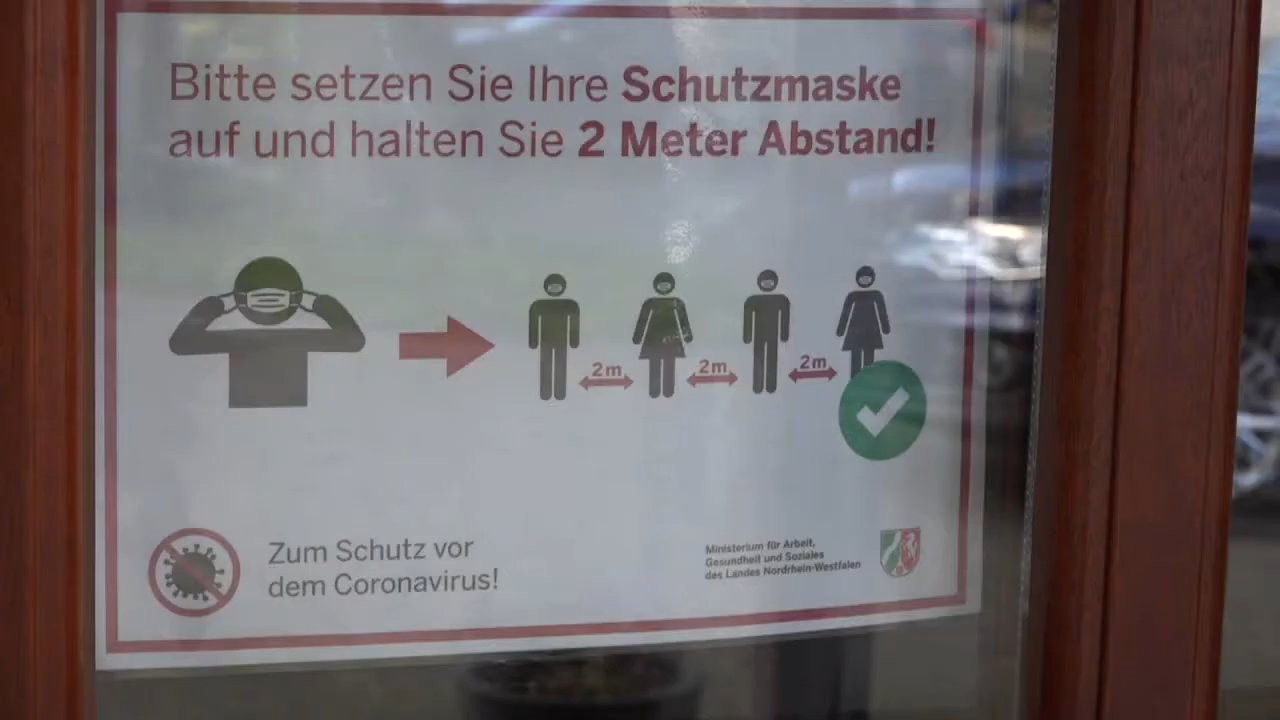 Bitte setzen Sie Ihre Schutzmaske
auf und halten Sie 2 Meter Abstand!
2m 2m 2m
Zum Schutz vor
dem Coronavirus!
Ministerium für Arbeit,
Gesundheit und Soziales
des Landes Nordrhein-Westfalen